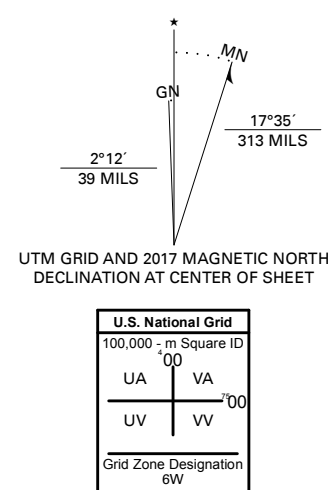 ★
MN
GN
17°35´
313 MILS
2°12´
39 MILS
UTM GRID AND 2017 MAGNETIC NORTH
DECLINATION AT CENTER OF SHEET
U.S. National Grid
100,000 - m Square ID
⁴00
UA VA
⁷⁵00
UV VV
Grid Zone Designation
6W